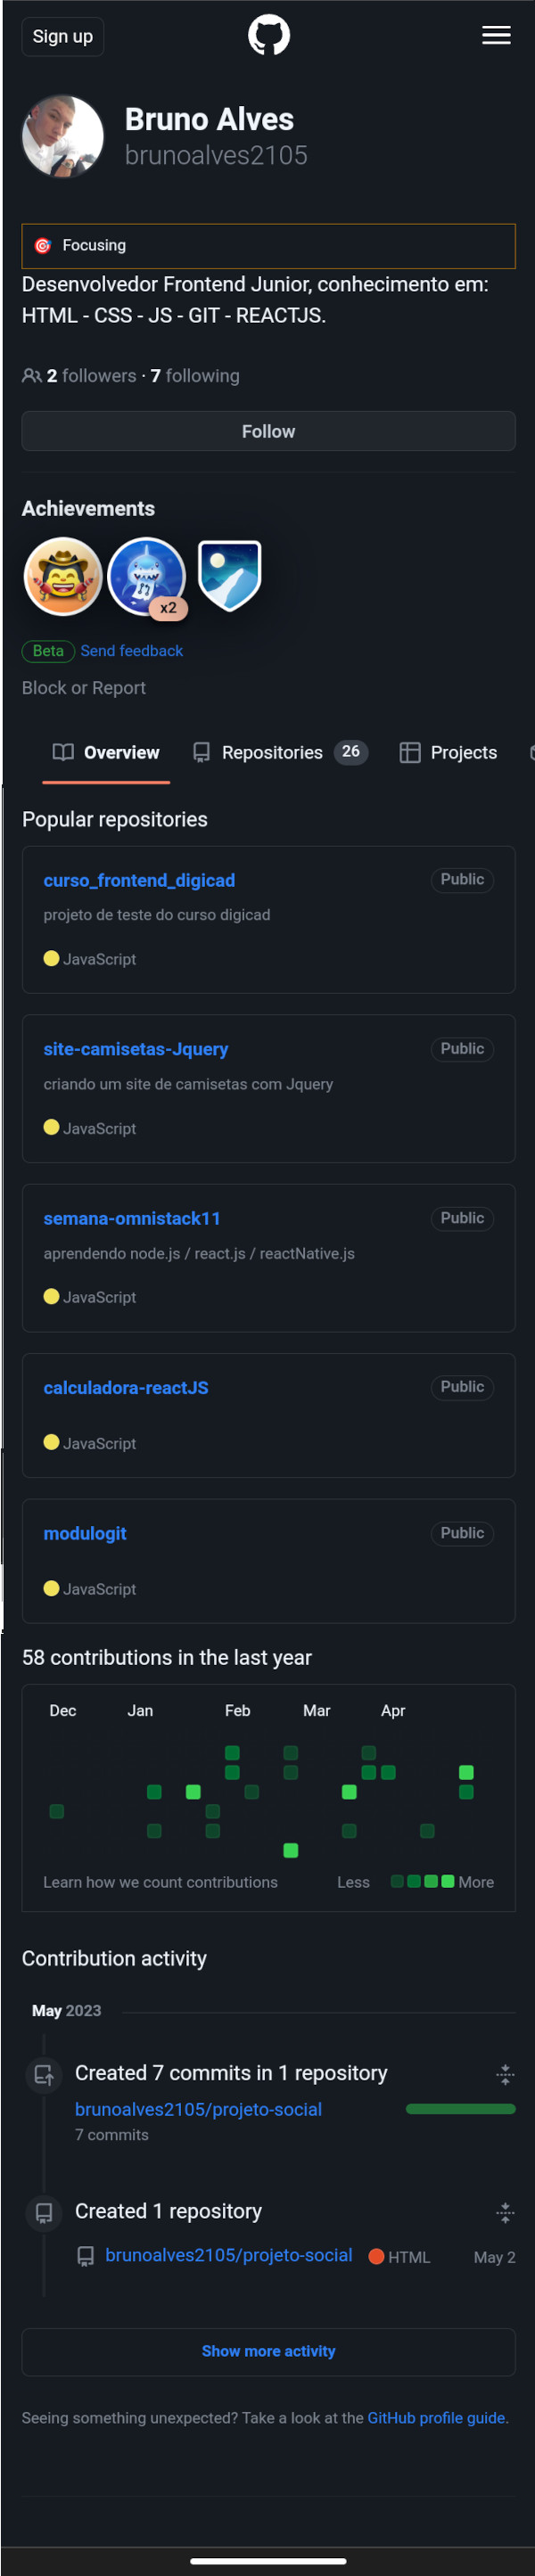 Sign up
Bruno Alves
brunoalves2105
Focusing
Desenvolvedor Frontend Junior, conhecimento em:
HTML - CSS - JS - GIT - REACTJS.
2 followers · 7 following
Follow
Achievements
x2
Beta Send feedback
Block or Report
Overview Repositories 26 Projects
Popular repositories
curso_frontend_digicad Public
projeto de teste do curso digicad
JavaScript
site-camisetas-Jquery Public
criando um site de camisetas com Jquery
JavaScript
semana-omnistack11 Public
aprendendo node.js / react.js / reactNative.js
JavaScript
calculadora-reactJS Public
JavaScript
modulogit Public
JavaScript
58 contributions in the last year
Dec Jan Feb Mar Apr
Learn how we count contributions Less More
Contribution activity
May 2023
Created 7 commits in 1 repository
brunoalves2105/projeto-social
7 commits
Created 1 repository
brunoalves2105/projeto-social HTML May 2
Show more activity
Seeing something unexpected? Take a look at the GitHub profile guide.